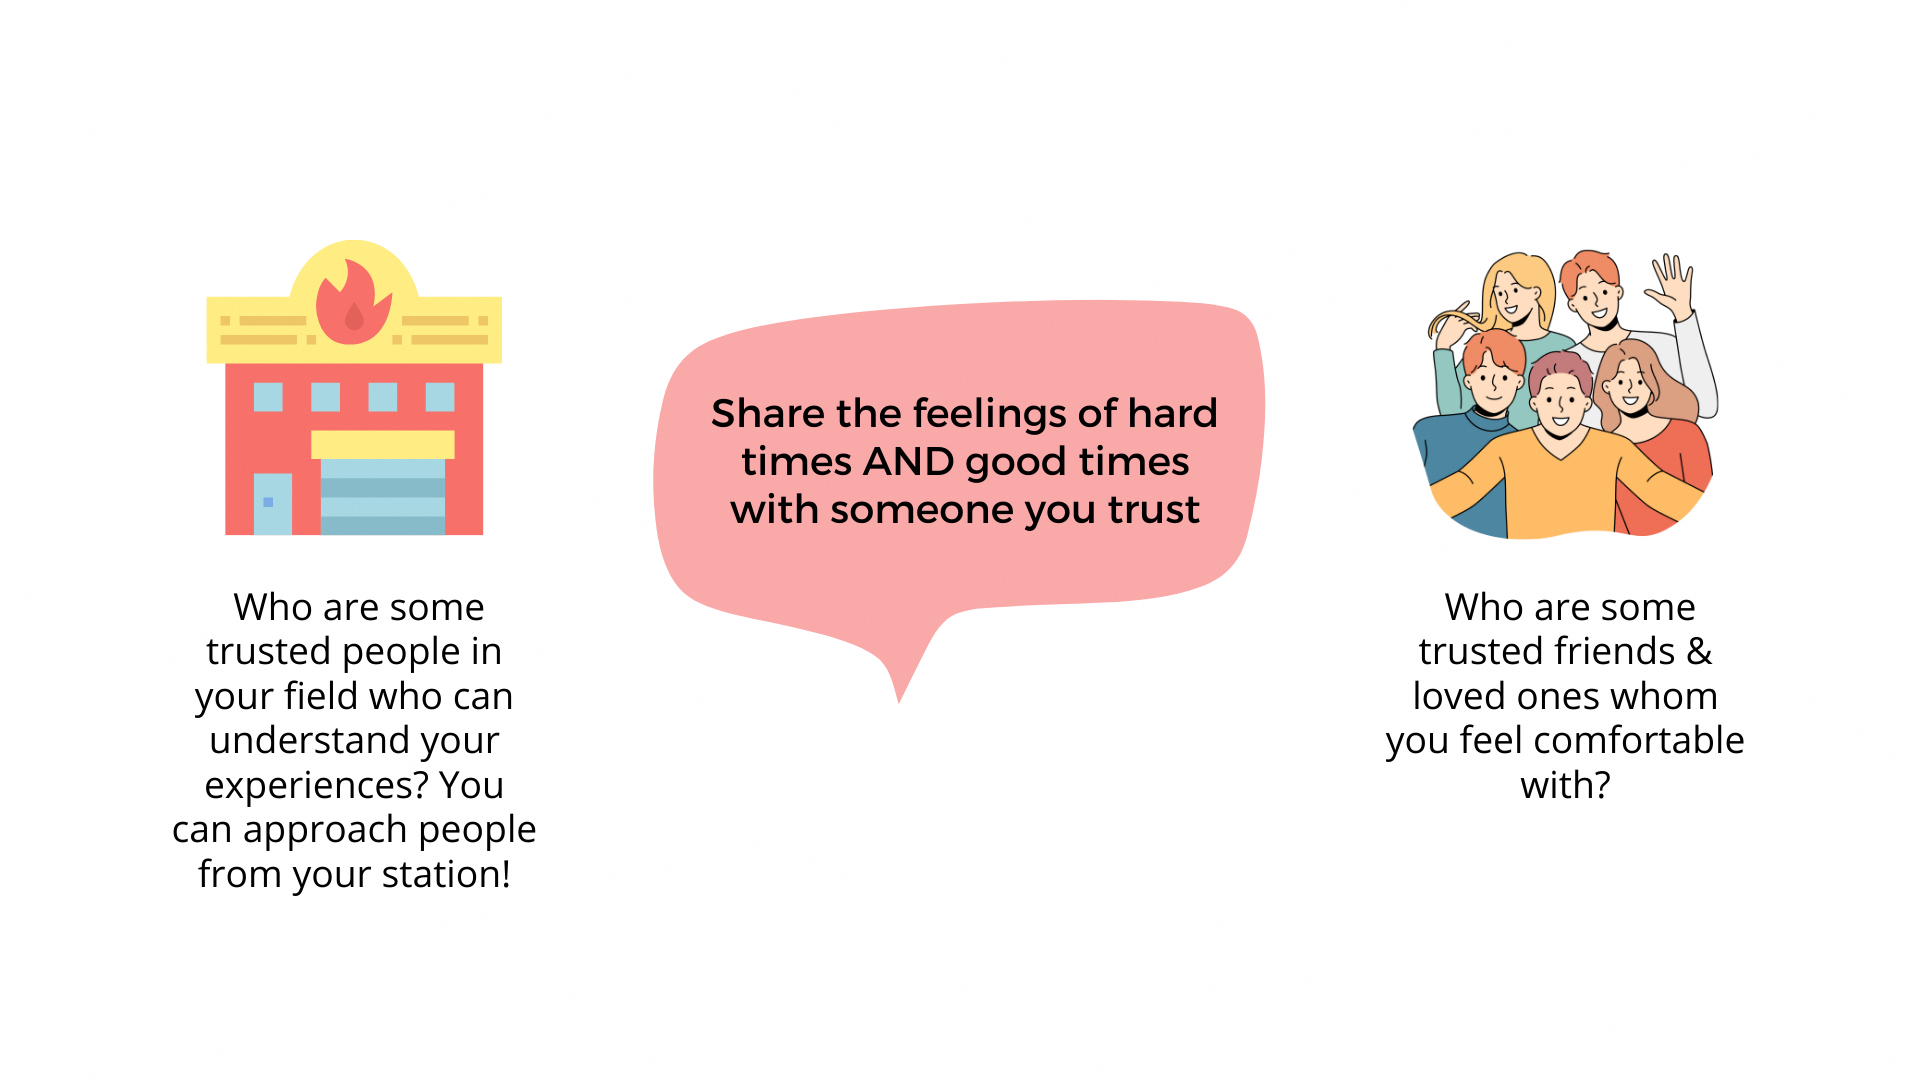 Share the feelings of hard
times AND good times
with someone you trust
Who are some
trusted people in
your field who can
understand your
experiences? You
can approach people
from your station!
Who are some
trusted friends &
loved ones whom
you feel comfortable
with?